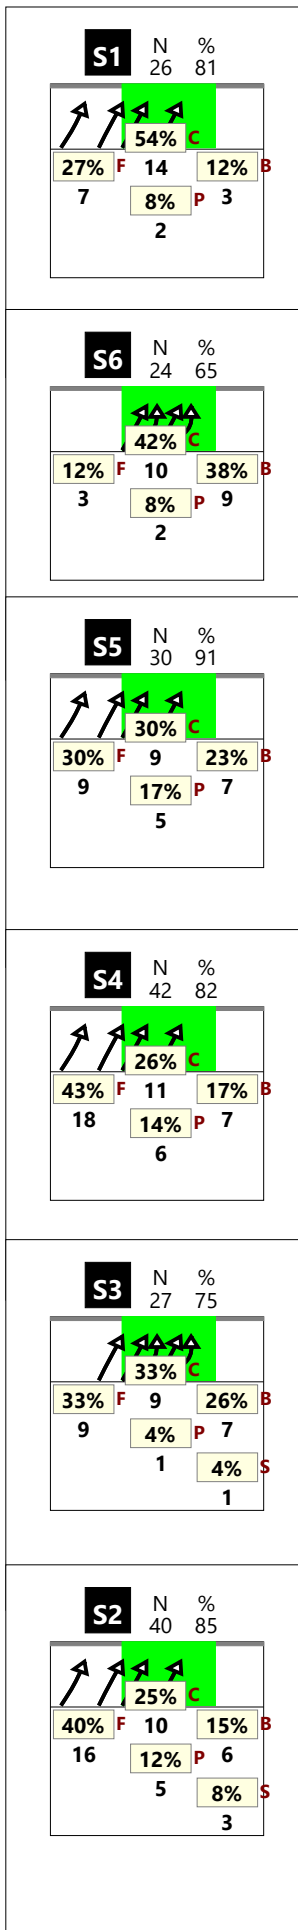 S1 N %
26 81
54% C
27% F 14 12% B
7 8% P 3
2
S6 N %
24 65
42% C
12% F 10 38% B
3 8% P 9
2
S5 N %
30 91
30% C
30% F 9 23% B
9 17% P 7
5
S4 N %
42 82
26% C
43% F 11 17% B
18 14% P 7
6
S3 N %
27 75
33% C
33% F 9 26% B
9 4% P 7
1 4% S
1
S2 N %
40 85
25% C
40% F 10 15% B
16 12% P 6
5 8% S
3